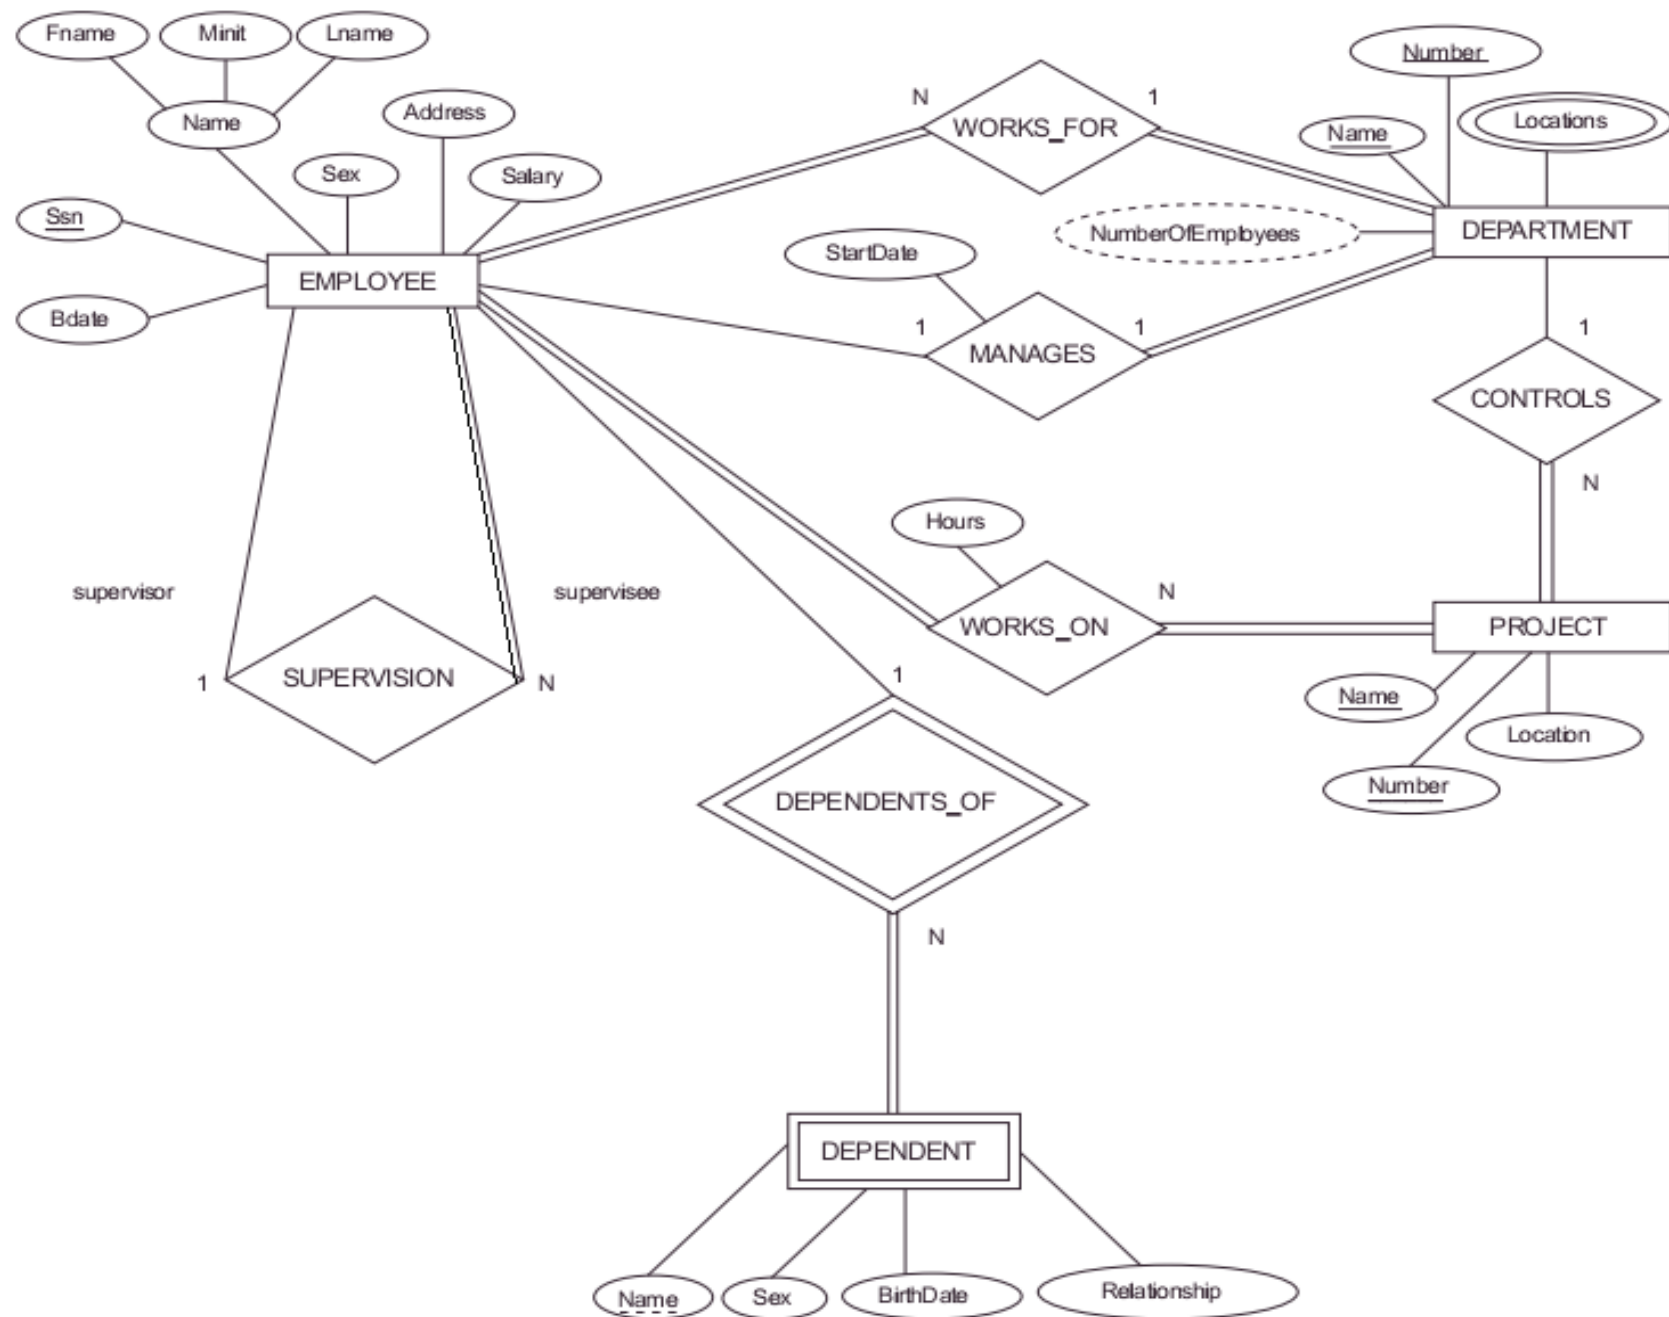 Fname
Minit
Lname
Number
Name
Address
N
WORKS_FOR
1
Name
Locations
Sex
Salary
Ssn
StartDate
NumberOfEmployees
DEPARTMENT
EMPLOYEE
Bdate
1
MANAGES
1
1
CONTROLS
N
Hours
supervisor
supervisee
N
WORKS_ON
PROJECT
1
SUPERVISION
N
1
Name
Location
Number
DEPENDENTS_OF
N
DEPENDENT
Name
Sex
BirthDate
Relationship